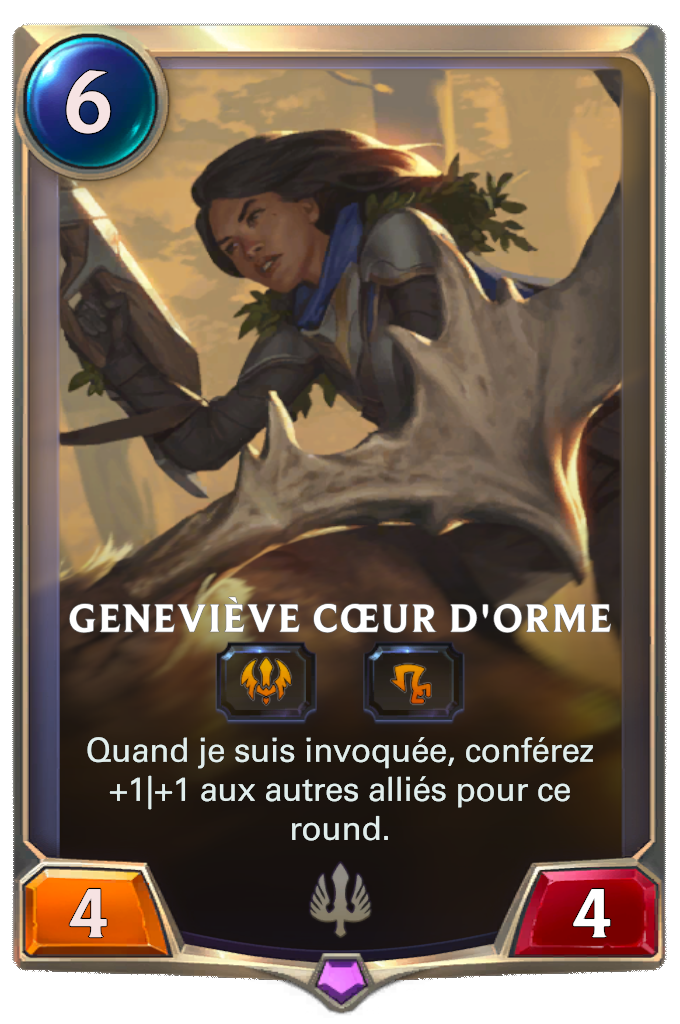 6
GENEVIÈVE CŒUR D'ORME
Quand je suis invoquée, conférez
+1|+1 aux autres alliés pour ce
round.
4
4